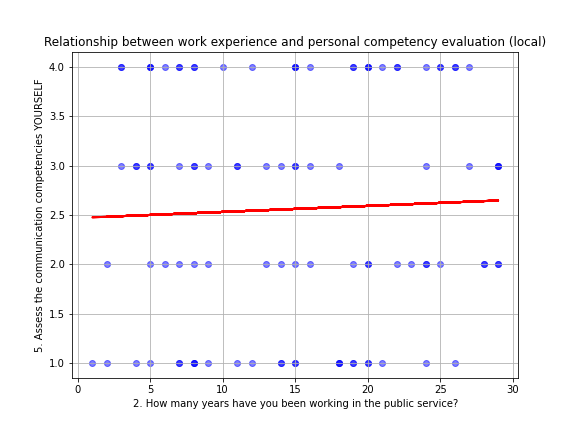 Relationship between work experience and personal competency evaluation (local)
5. Assess the communication competencies YOURSELF
4.0
3.5
3.0
2.5
2.0
1.5
1.0
0 5 10 15 20 25 30
2. How many years have you been working in the public service?